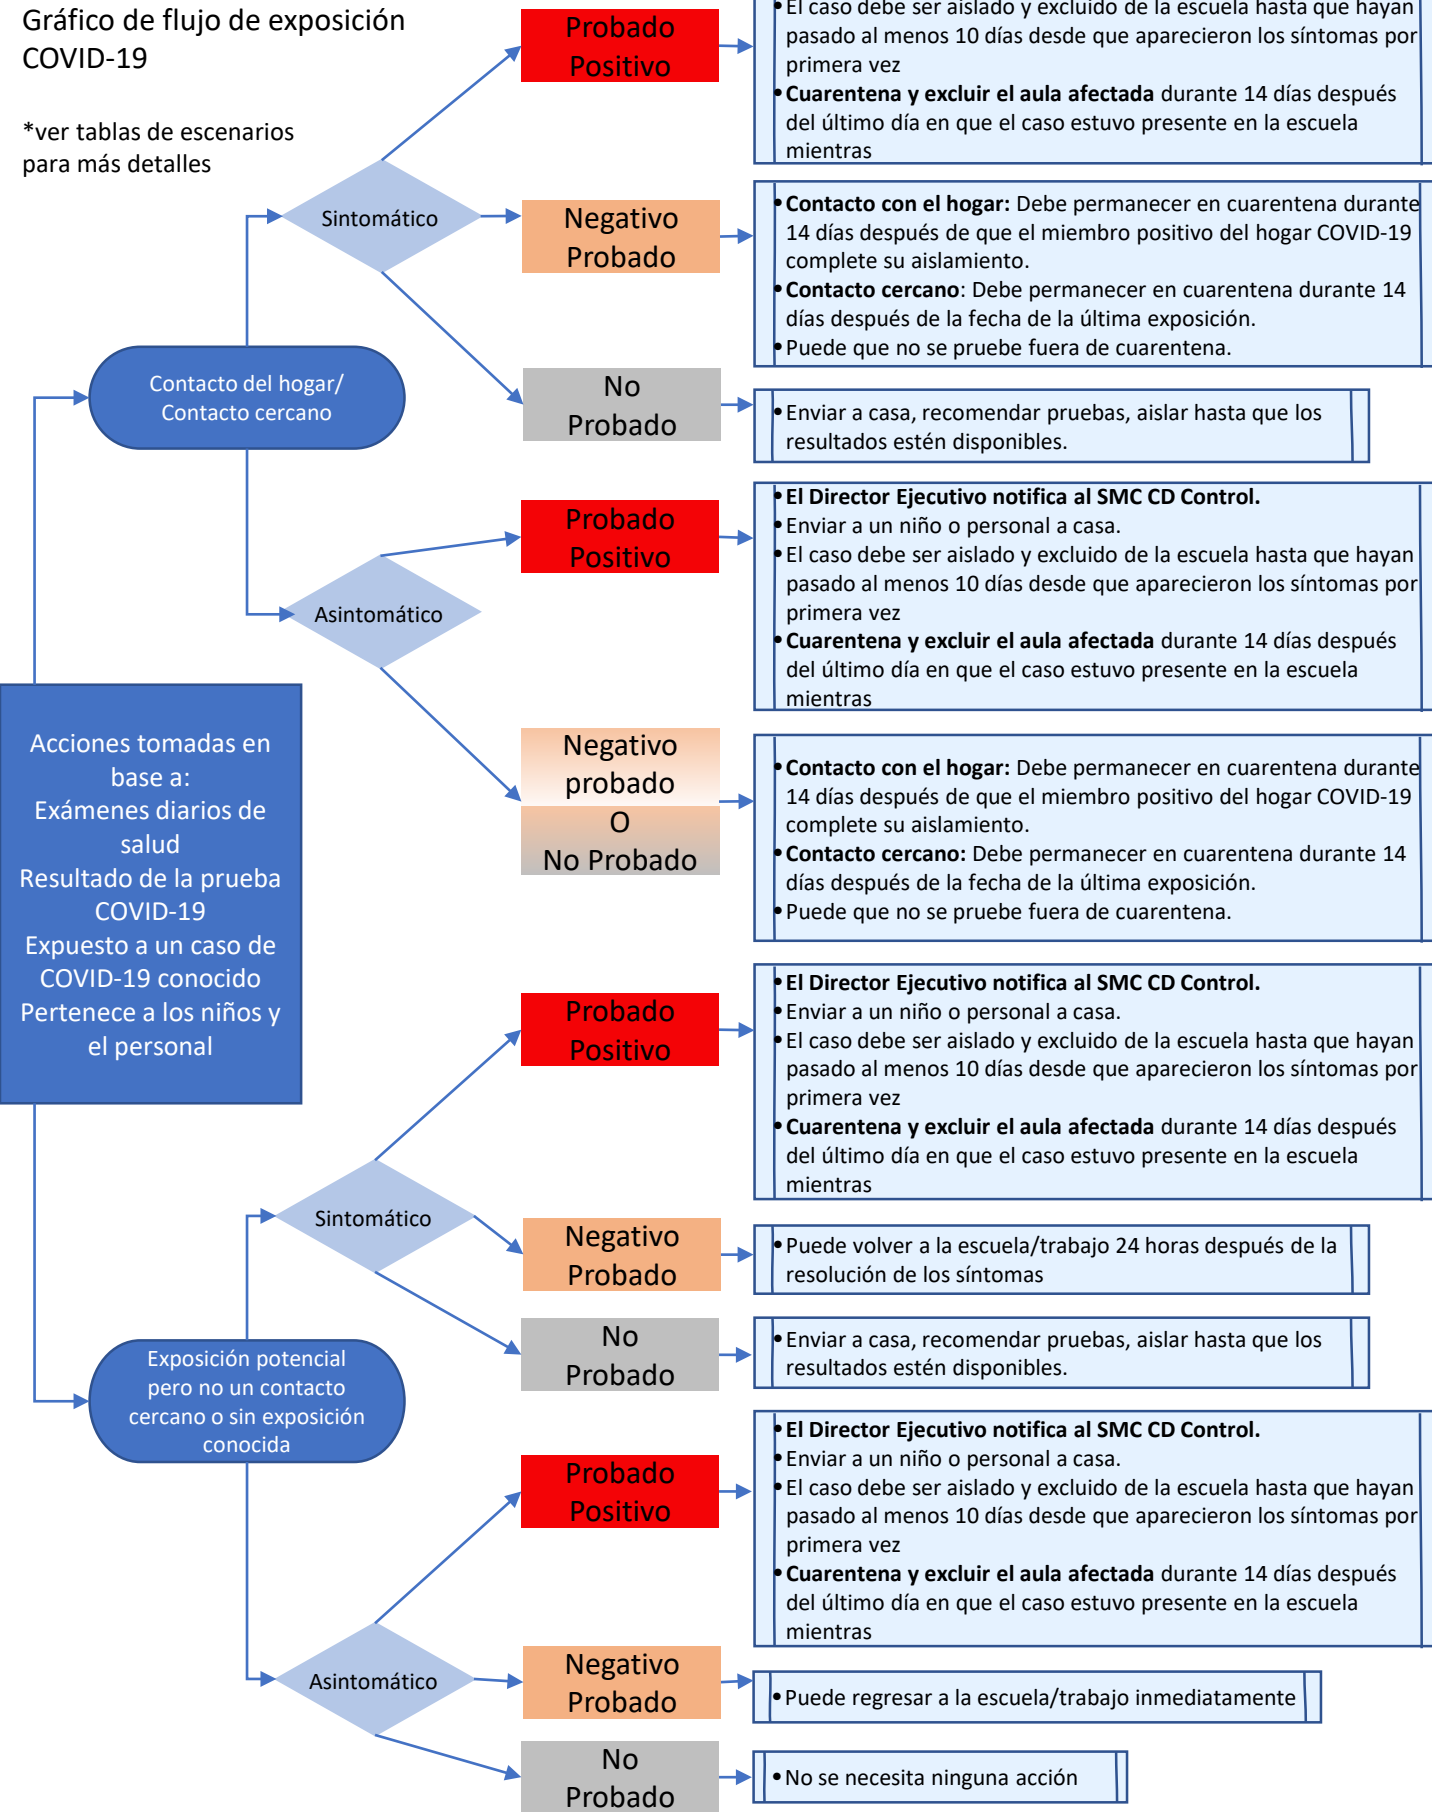 Gráfico de flujo de exposición
COVID-19
*ver tablas de escenarios
para más detalles
Probado
Positivo
• El caso debe ser aislado y excluido de la escuela hasta que hayan
pasado al menos 10 días desde que aparecieron los síntomas por
primera vez
• Cuarentena y excluir el aula afectada durante 14 días después
del último día en que el caso estuvo presente en la escuela
mientras
Sintomático
Negativo
Probado
• Contacto con el hogar: Debe permanecer en cuarentena durante
14 días después de que el miembro positivo del hogar COVID-19
complete su aislamiento.
• Contacto cercano: Debe permanecer en cuarentena durante 14
días después de la fecha de la última exposición.
• Puede que no se pruebe fuera de cuarentena.
Contacto del hogar/
Contacto cercano
No
Probado
• Enviar a casa, recomendar pruebas, aislar hasta que los
resultados estén disponibles.
Probado
Positivo
• El Director Ejecutivo notifica al SMC CD Control.
• Enviar a un niño o personal a casa.
• El caso debe ser aislado y excluido de la escuela hasta que hayan
pasado al menos 10 días desde que aparecieron los síntomas por
primera vez
• Cuarentena y excluir el aula afectada durante 14 días después
del último día en que el caso estuvo presente en la escuela
mientras
Asintomático
Negativo
probado
O
No Probado
• Contacto con el hogar: Debe permanecer en cuarentena durante
14 días después de que el miembro positivo del hogar COVID-19
complete su aislamiento.
• Contacto cercano: Debe permanecer en cuarentena durante 14
días después de la fecha de la última exposición.
• Puede que no se pruebe fuera de cuarentena.
Acciones tomadas en
base a:
Exámenes diarios de
salud
Resultado de la prueba
COVID-19
Expuesto a un caso de
COVID-19 conocido
Pertenece a los niños y
el personal
Probado
Positivo
• El Director Ejecutivo notifica al SMC CD Control.
• Enviar a un niño o personal a casa.
• El caso debe ser aislado y excluido de la escuela hasta que hayan
pasado al menos 10 días desde que aparecieron los síntomas por
primera vez
• Cuarentena y excluir el aula afectada durante 14 días después
del último día en que el caso estuvo presente en la escuela
mientras
Sintomático
Negativo
Probado
• Puede volver a la escuela/trabajo 24 horas después de la
resolución de los síntomas
No
Probado
• Enviar a casa, recomendar pruebas, aislar hasta que los
resultados estén disponibles.
Exposición potencial
pero no un contacto
cercano o sin exposición
conocida
Probado
Positivo
• El Director Ejecutivo notifica al SMC CD Control.
• Enviar a un niño o personal a casa.
• El caso debe ser aislado y excluido de la escuela hasta que hayan
pasado al menos 10 días desde que aparecieron los síntomas por
primera vez
• Cuarentena y excluir el aula afectada durante 14 días después
del último día en que el caso estuvo presente en la escuela
mientras
Asintomático
Negativo
Probado
• Puede regresar a la escuela/trabajo inmediatamente
No
Probado
• No se necesita ninguna acción